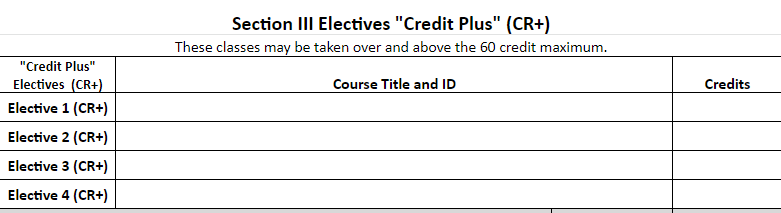 Section III Electives "Credit Plus" (CR+)
These classes may be taken over and above the 60 credit maximum.
"Credit Plus"
Electives (CR+)
Course Title and ID
Credits
Elective 1 (CR+)
Elective 2 (CR+)
Elective 3 (CR+)
Elective 4 (CR+)